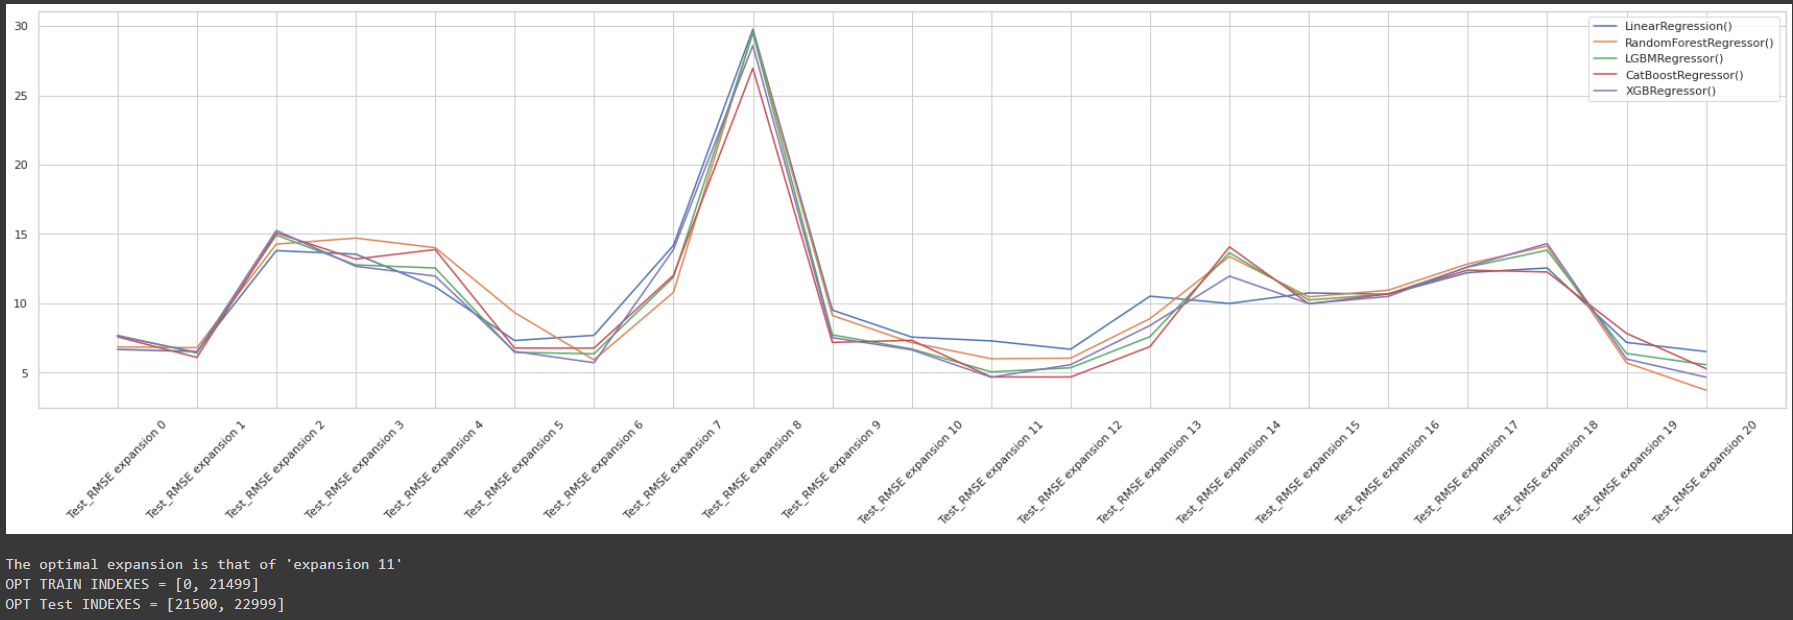 30
25
20
15
10
5
LinearRegression()
RandomForestRegressor()
LGBMRegressor()
CatBoostRegressor()
XGBRegressor()
Test_RMSE expansion 0
Test_RMSE expansion 1
Test_RMSE expansion 2
Test_RMSE expansion 3
Test_RMSE expansion 4
Test_RMSE expansion 5
Test_RMSE expansion 6
Test_RMSE expansion 7
Test_RMSE expansion 8
Test_RMSE expansion 9
Test_RMSE expansion 10
Test_RMSE expansion 11
Test_RMSE expansion 12
Test_RMSE expansion 13
Test_RMSE expansion 14
Test_RMSE expansion 15
Test_RMSE expansion 16
Test_RMSE expansion 17
Test_RMSE expansion 18
Test_RMSE expansion 19
Test_RMSE expansion 20
The optimal expansion is that of 'expansion 11'
OPT TRAIN INDEXES = [0, 21499]
OPT Test INDEXES = [21500, 22999]